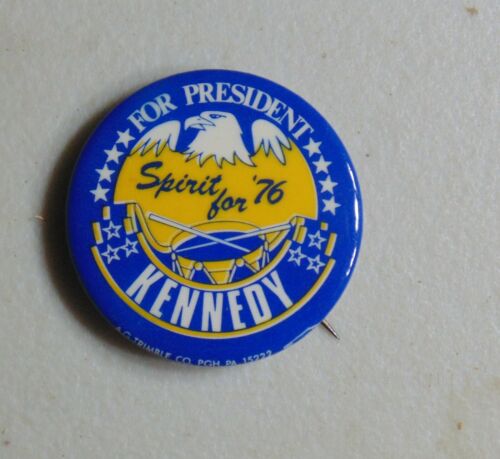 FOR PRESIDENT
Spirit
for '76
KENNEDY
A.G. TRIMBLE CO. PGH. PA. 15222